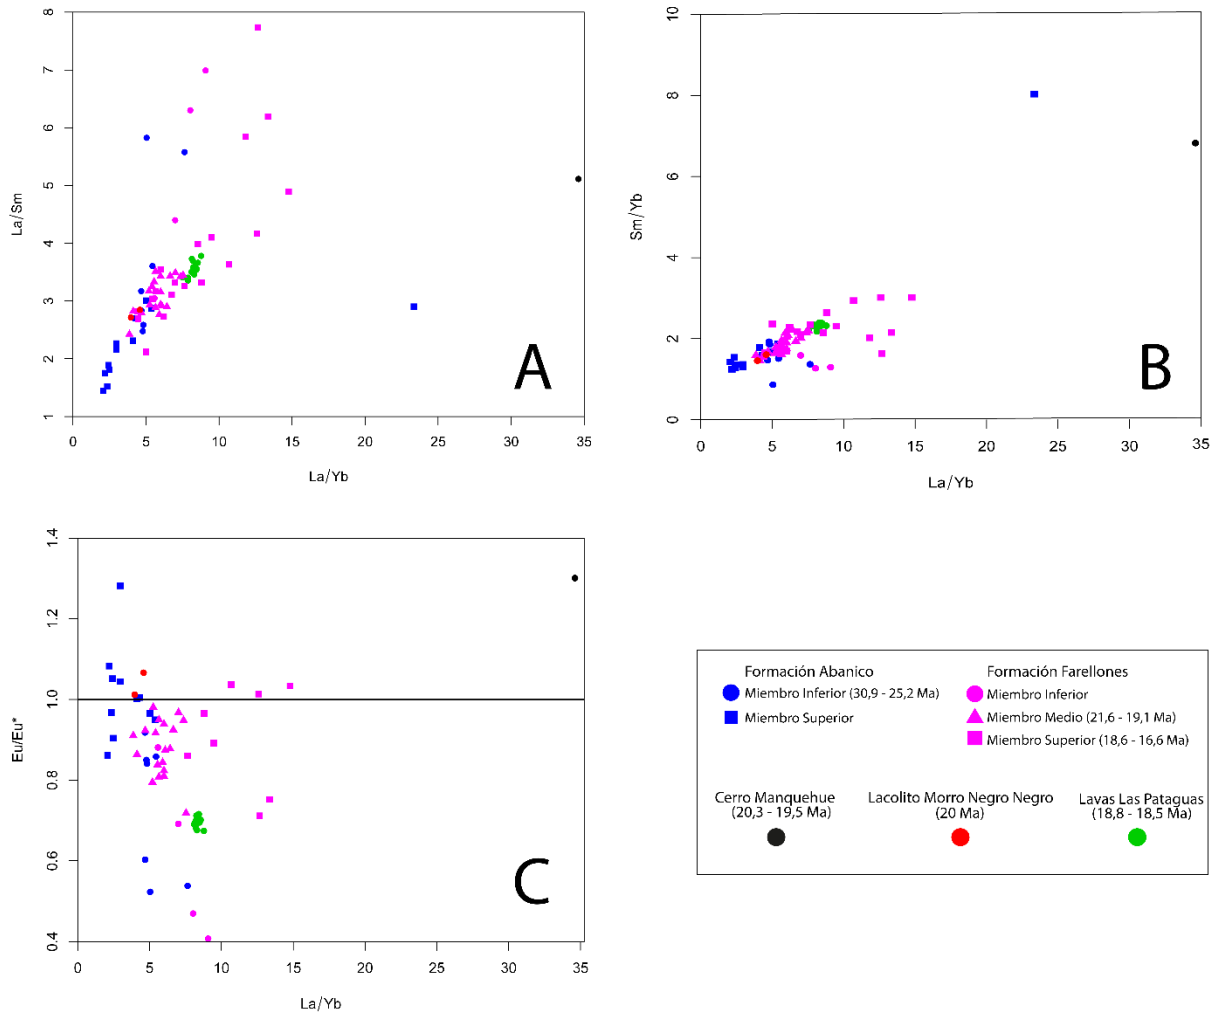 8
7
6
5
4
3
2
1
La/Sm
A
0 5 10 15 20 25 30 35
La/Yb
10
8
6
4
2
0
Sm/Yb
B
0 5 10 15 20 25 30 35
La/Yb
1.4
1.2
1.0
0.8
0.6
0.4
Eu/Eu*
C
0 5 10 15 20 25 30 35
La/Yb
Formación Abanico
Miembro Inferior (30,9 - 25,2 Ma)
Miembro Superior
Formación Farellones
Miembro Inferior
Miembro Medio (21,6 - 19,1 Ma)
Miembro Superior (18,6 - 16,6 Ma)
Cerro Manquehue
(20,3 - 19,5 Ma)
Lacolito Morro Negro Negro
(20 Ma)
Lavas Las Pataguas
(18,8 - 18,5 Ma)